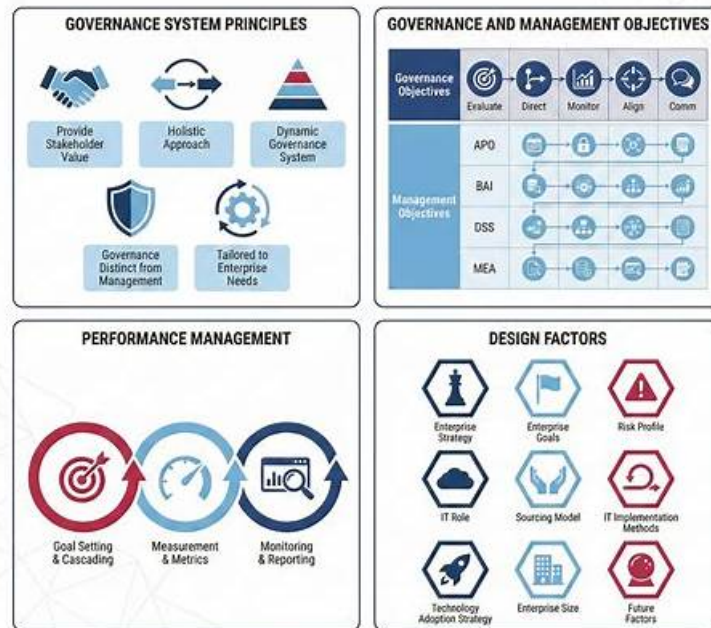 GOVERNANCE SYSTEM PRINCIPLES
Provide
Stakeholder
Value
Holistic
Approach
Dynamic
Governance
System
Governance
Distinct from
Management
Tailored to
Enterprise
Needs
GOVERNANCE AND MANAGEMENT OBJECTIVES
Governance
Objectives
Evaluate
Direct
Monitor
Align
Comm
Management
Objectives
APO
BAI
DSS
MEA
PERFORMANCE MANAGEMENT
Goal Setting
& Cascading
Measurement
& Metrics
Monitoring
& Reporting
DESIGN FACTORS
Enterprise
Strategy
Enterprise
Goals
Risk Profile
IT Role
Sourcing Model
IT Implementation
Methods
Technology
Adoption Strategy
Enterprise Size
Future
Factors